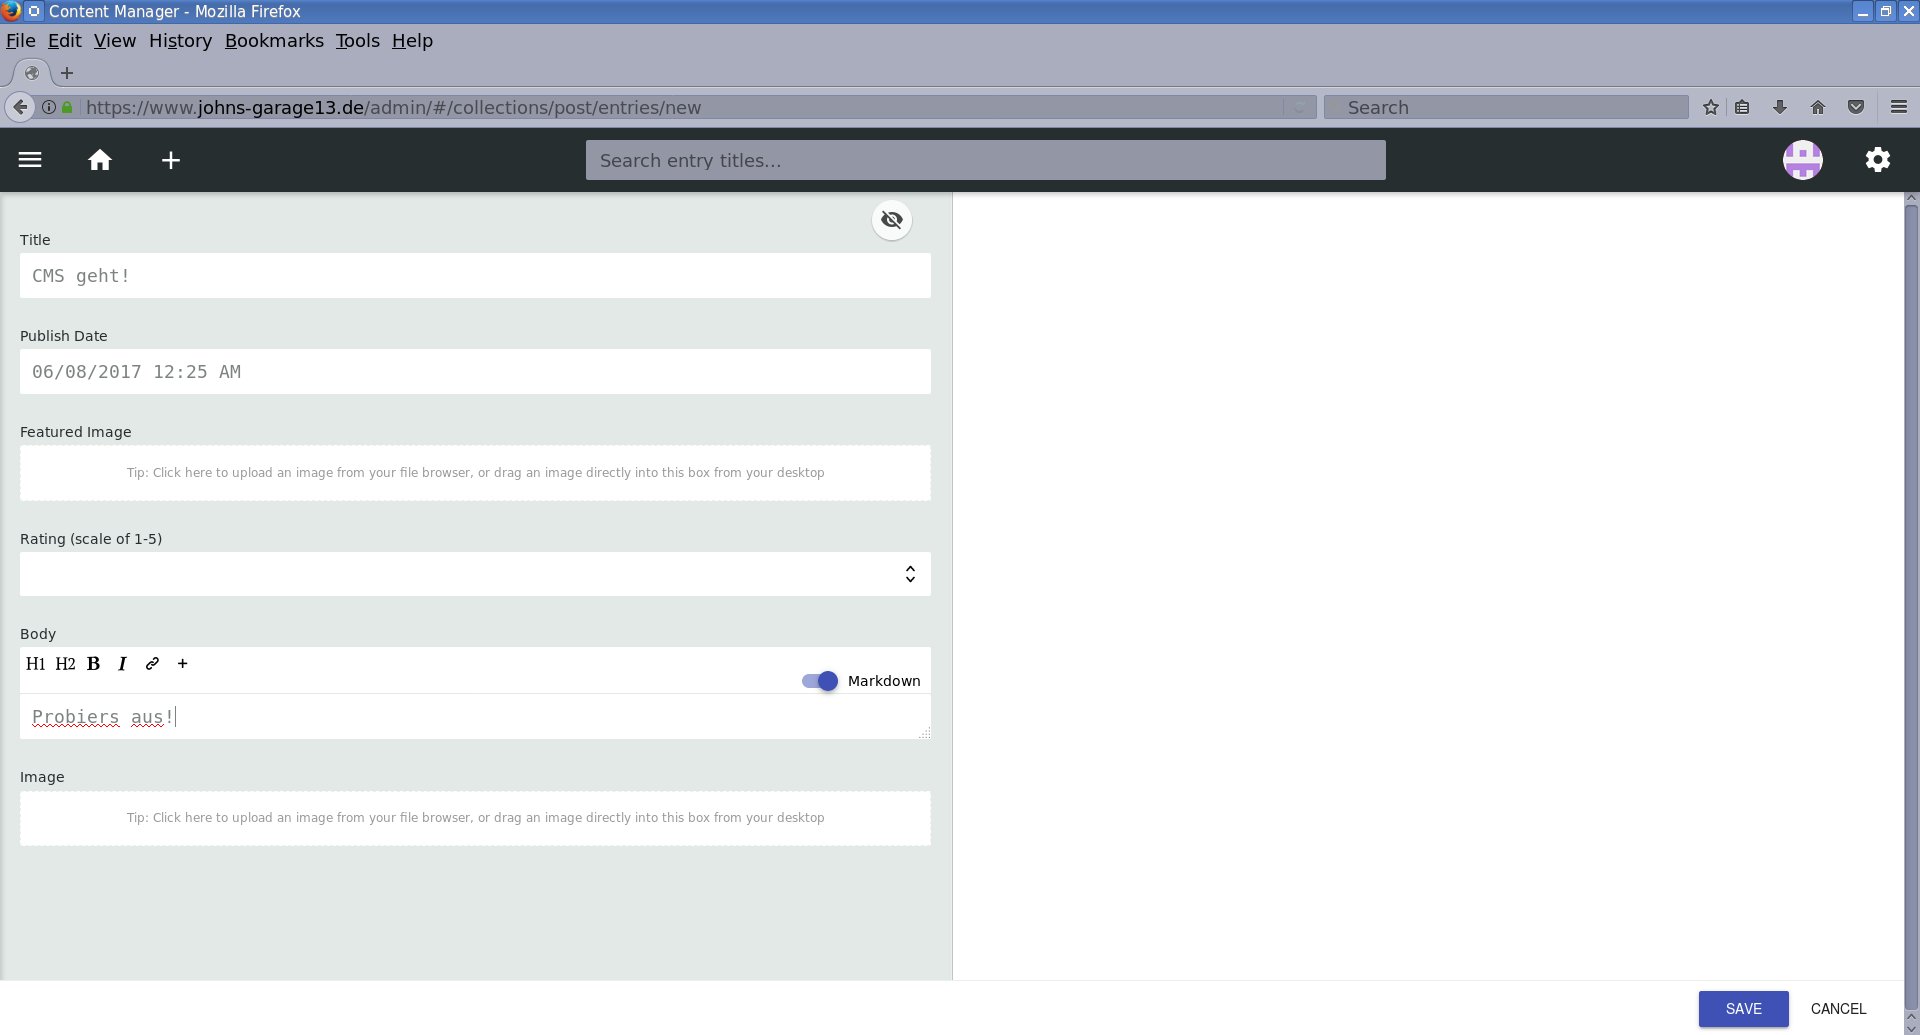 Content Manager - Mozilla Firefox
File Edit View History Bookmarks Tools Help
https://www.johns-garage13.de/admin/#/collections/post/entries/new
Search
Search entry titles...
Title
CMS geht!
Publish Date
06/08/2017 12:25 AM
Featured Image
Tip: Click here to upload an image from your file browser, or drag an image directly into this box from your desktop
Rating (scale of 1-5)
Body
H1 H2 B I +
Markdown
Probiers aus!
Image
Tip: Click here to upload an image from your file browser, or drag an image directly into this box from your desktop
SAVE CANCEL